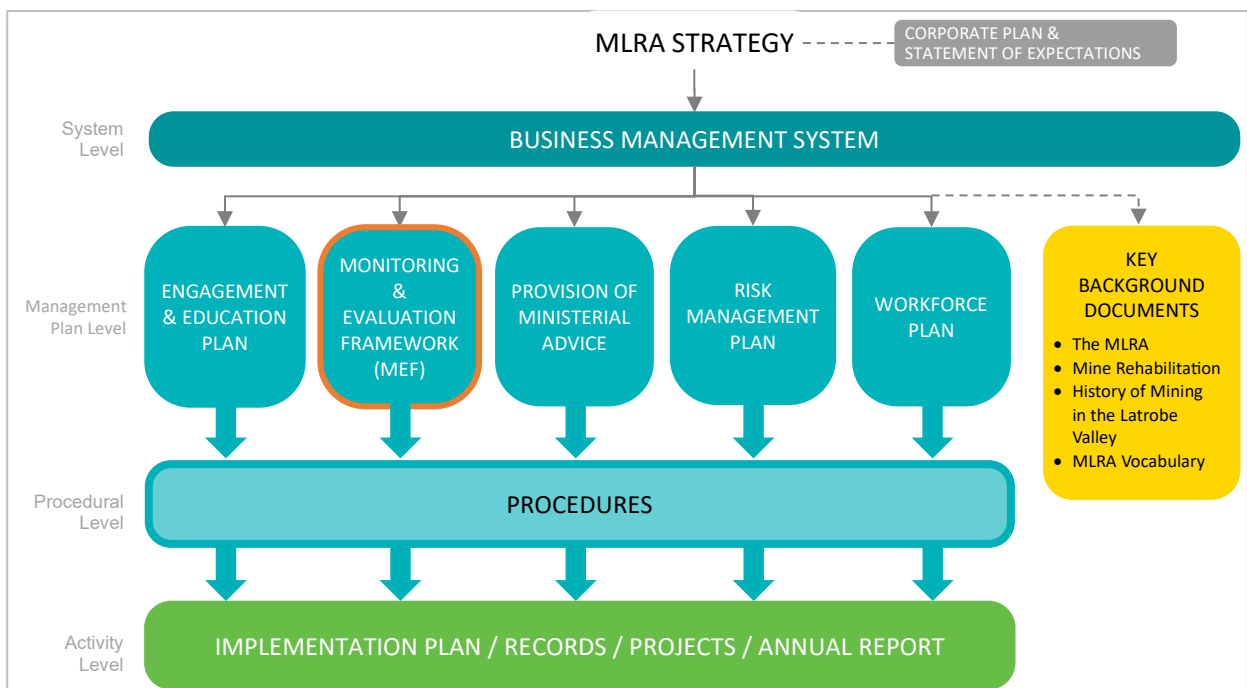 MLRA STRATEGY
CORPORATE PLAN &
STATEMENT OF EXPECTATIONS
System
Level
BUSINESS MANAGEMENT SYSTEM
Management
Plan Level
ENGAGEMENT
& EDUCATION
PLAN
MONITORING
&
EVALUATION
FRAMEWORK
(MEF)
PROVISION OF
MINISTERIAL
ADVICE
RISK
MANAGEMENT
PLAN
WORKFORCE
PLAN
KEY
BACKGROUND
DOCUMENTS
• The MLRA
• Mine Rehabilitation
• History of Mining
in the Latrobe
Valley
• MLRA Vocabulary
Procedural
Level
PROCEDURES
Activity
Level
IMPLEMENTATION PLAN / RECORDS / PROJECTS / ANNUAL REPORT